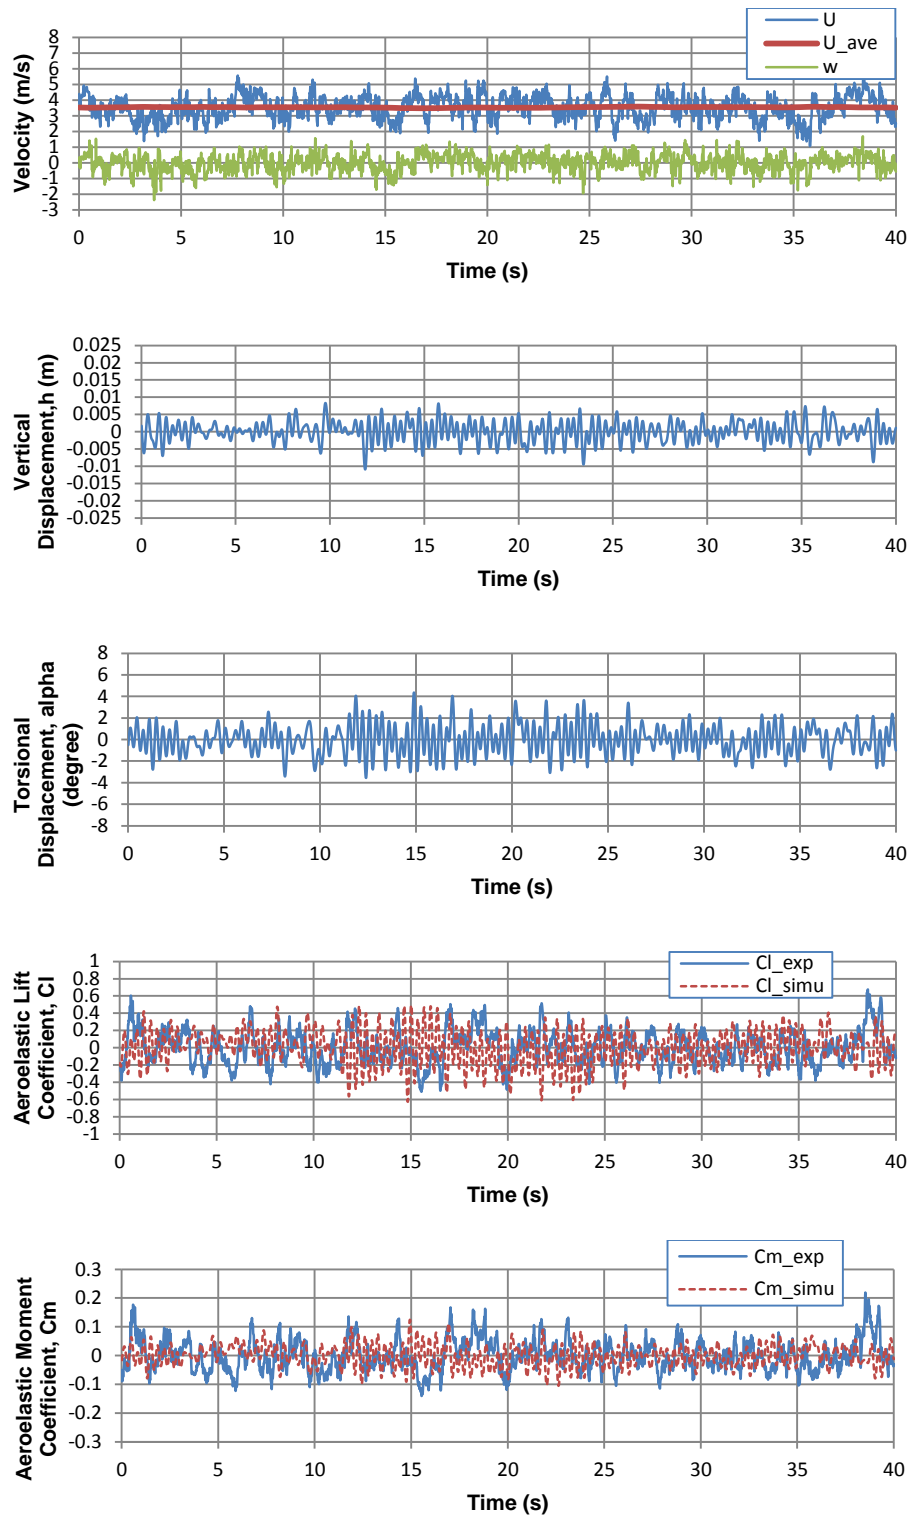 U
U_ave
w
Velocity (m/s)
8
7
6
5
4
3
2
1
0
-1
-2
-3
0 5 10 15 20 25 30 35 40
Time (s)
Vertical
Displacement,h (m)
0.025
0.02
0.015
0.01
0.005
0
-0.005
-0.01
-0.015
-0.02
-0.025
0 5 10 15 20 25 30 35 40
Time (s)
Torsional
Displacement, alpha
(degree)
8
6
4
2
0
-2
-4
-6
-8
0 5 10 15 20 25 30 35 40
Time (s)
Cl_exp
Cl_simu
Aeroelastic Lift
Coefficient, Cl
1
0.8
0.6
0.4
0.2
0
-0.2
-0.4
-0.6
-0.8
-1
0 5 10 15 20 25 30 35 40
Time (s)
Cm_exp
Cm_simu
Aeroelastic Moment
Coefficient, Cm
0.3
0.2
0.1
0
-0.1
-0.2
-0.3
0 5 10 15 20 25 30 35 40
Time (s)